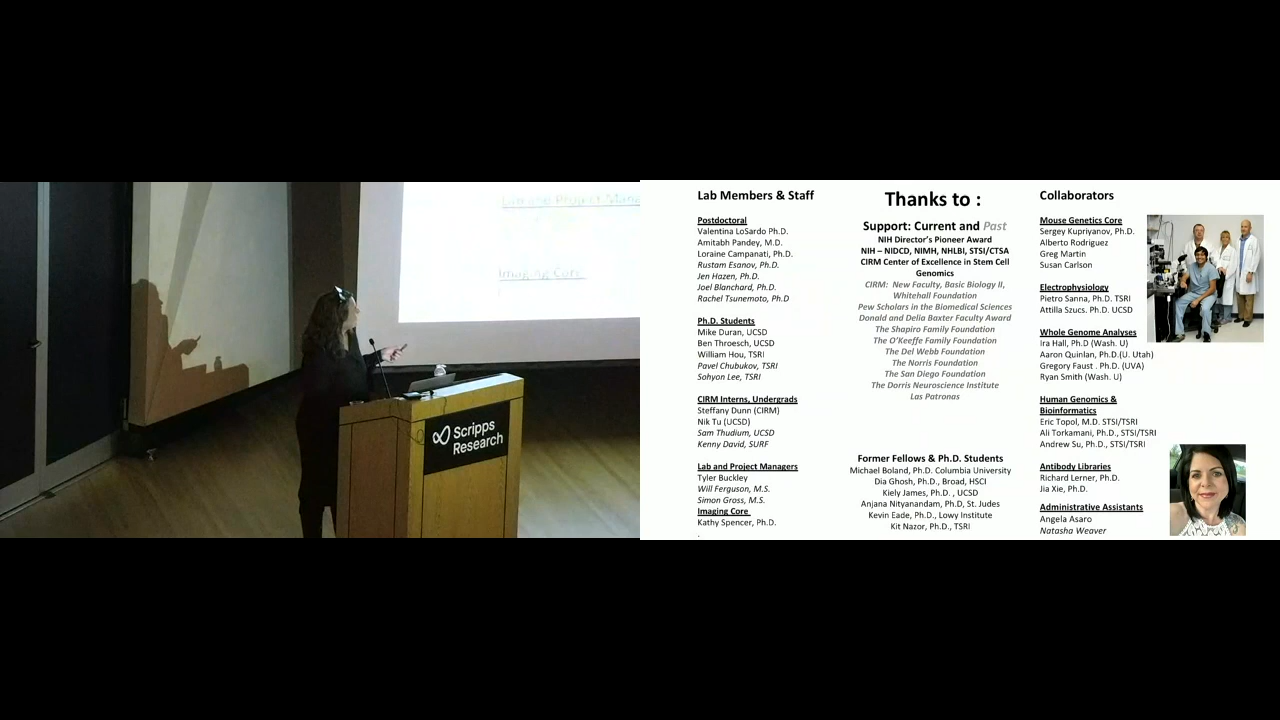 Lab and Project Mana
Imaging Core
Scripps
Research
Lab Members & Staff
Postdoctoral
Valentina LoSardo Ph.D.
Amitabh Pandey, M.D.
Loraine Campanati, Ph.D.
Rustam Esanov, Ph.D.
Jen Hazen, Ph.D.
Joel Blanchard, Ph.D.
Rachel Tsunemoto, Ph.D
Ph.D. Students
Mike Duran, UCSD
Ben Throesch, UCSD
William Hou, TSRI
Pavel Chubukov, TSRI
Sohyon Lee, TSRI
CIRM Interns, Undergrads
Steffany Dunn (CIRM)
Nik Tu (UCSD)
Sam Thudium, UCSD
Kenny David, SURF
Lab and Project Managers
Tyler Buckley
Will Ferguson, M.S.
Simon Gross, M.S.
Imaging Core
Kathy Spencer, Ph.D.
.
Thanks to :
Support: Current and Past
NIH Director's Pioneer Award
NIH – NIDCD, NIMH, NHLBI, STSI/CTSA
CIRM Center of Excellence in Stem Cell
Genomics
CIRM: New Faculty, Basic Biology II,
Whitehall Foundation
Pew Scholars in the Biomedical Sciences
Donald and Delia Baxter Faculty Award
The Shapiro Family Foundation
The O'Keeffe Family Foundation
The Del Webb Foundation
The Norris Foundation
The San Diego Foundation
The Dorris Neuroscience Institute
Las Patronas
Former Fellows & Ph.D. Students
Michael Boland, Ph.D. Columbia University
Dia Ghosh, Ph.D., Broad, HSCI
Kiely James, Ph.D. , UCSD
Anjana Nityanandam, Ph.D, St. Judes
Kevin Eade, Ph.D., Lowy Institute
Kit Nazor, Ph.D., TSRI
Collaborators
Mouse Genetics Core
Sergey Kupriyanov, Ph.D.
Alberto Rodriguez
Greg Martin
Susan Carlson
Electrophysiology
Pietro Sanna, Ph.D. TSRI
Attilla Szucs. Ph.D. UCSD
Whole Genome Analyses
Ira Hall, Ph.D (Wash. U)
Aaron Quinlan, Ph.D.(U. Utah)
Gregory Faust . Ph.D. (UVA)
Ryan Smith (Wash. U)
Human Genomics &
Bioinformatics
Eric Topol, M.D. STSI/TSRI
Ali Torkamani, Ph.D., STSI/TSRI
Andrew Su, Ph.D., STSI/TSRI
Antibody Libraries
Richard Lerner, Ph.D.
Jia Xie, Ph.D.
Administrative Assistants
Angela Asaro
Natasha Weaver